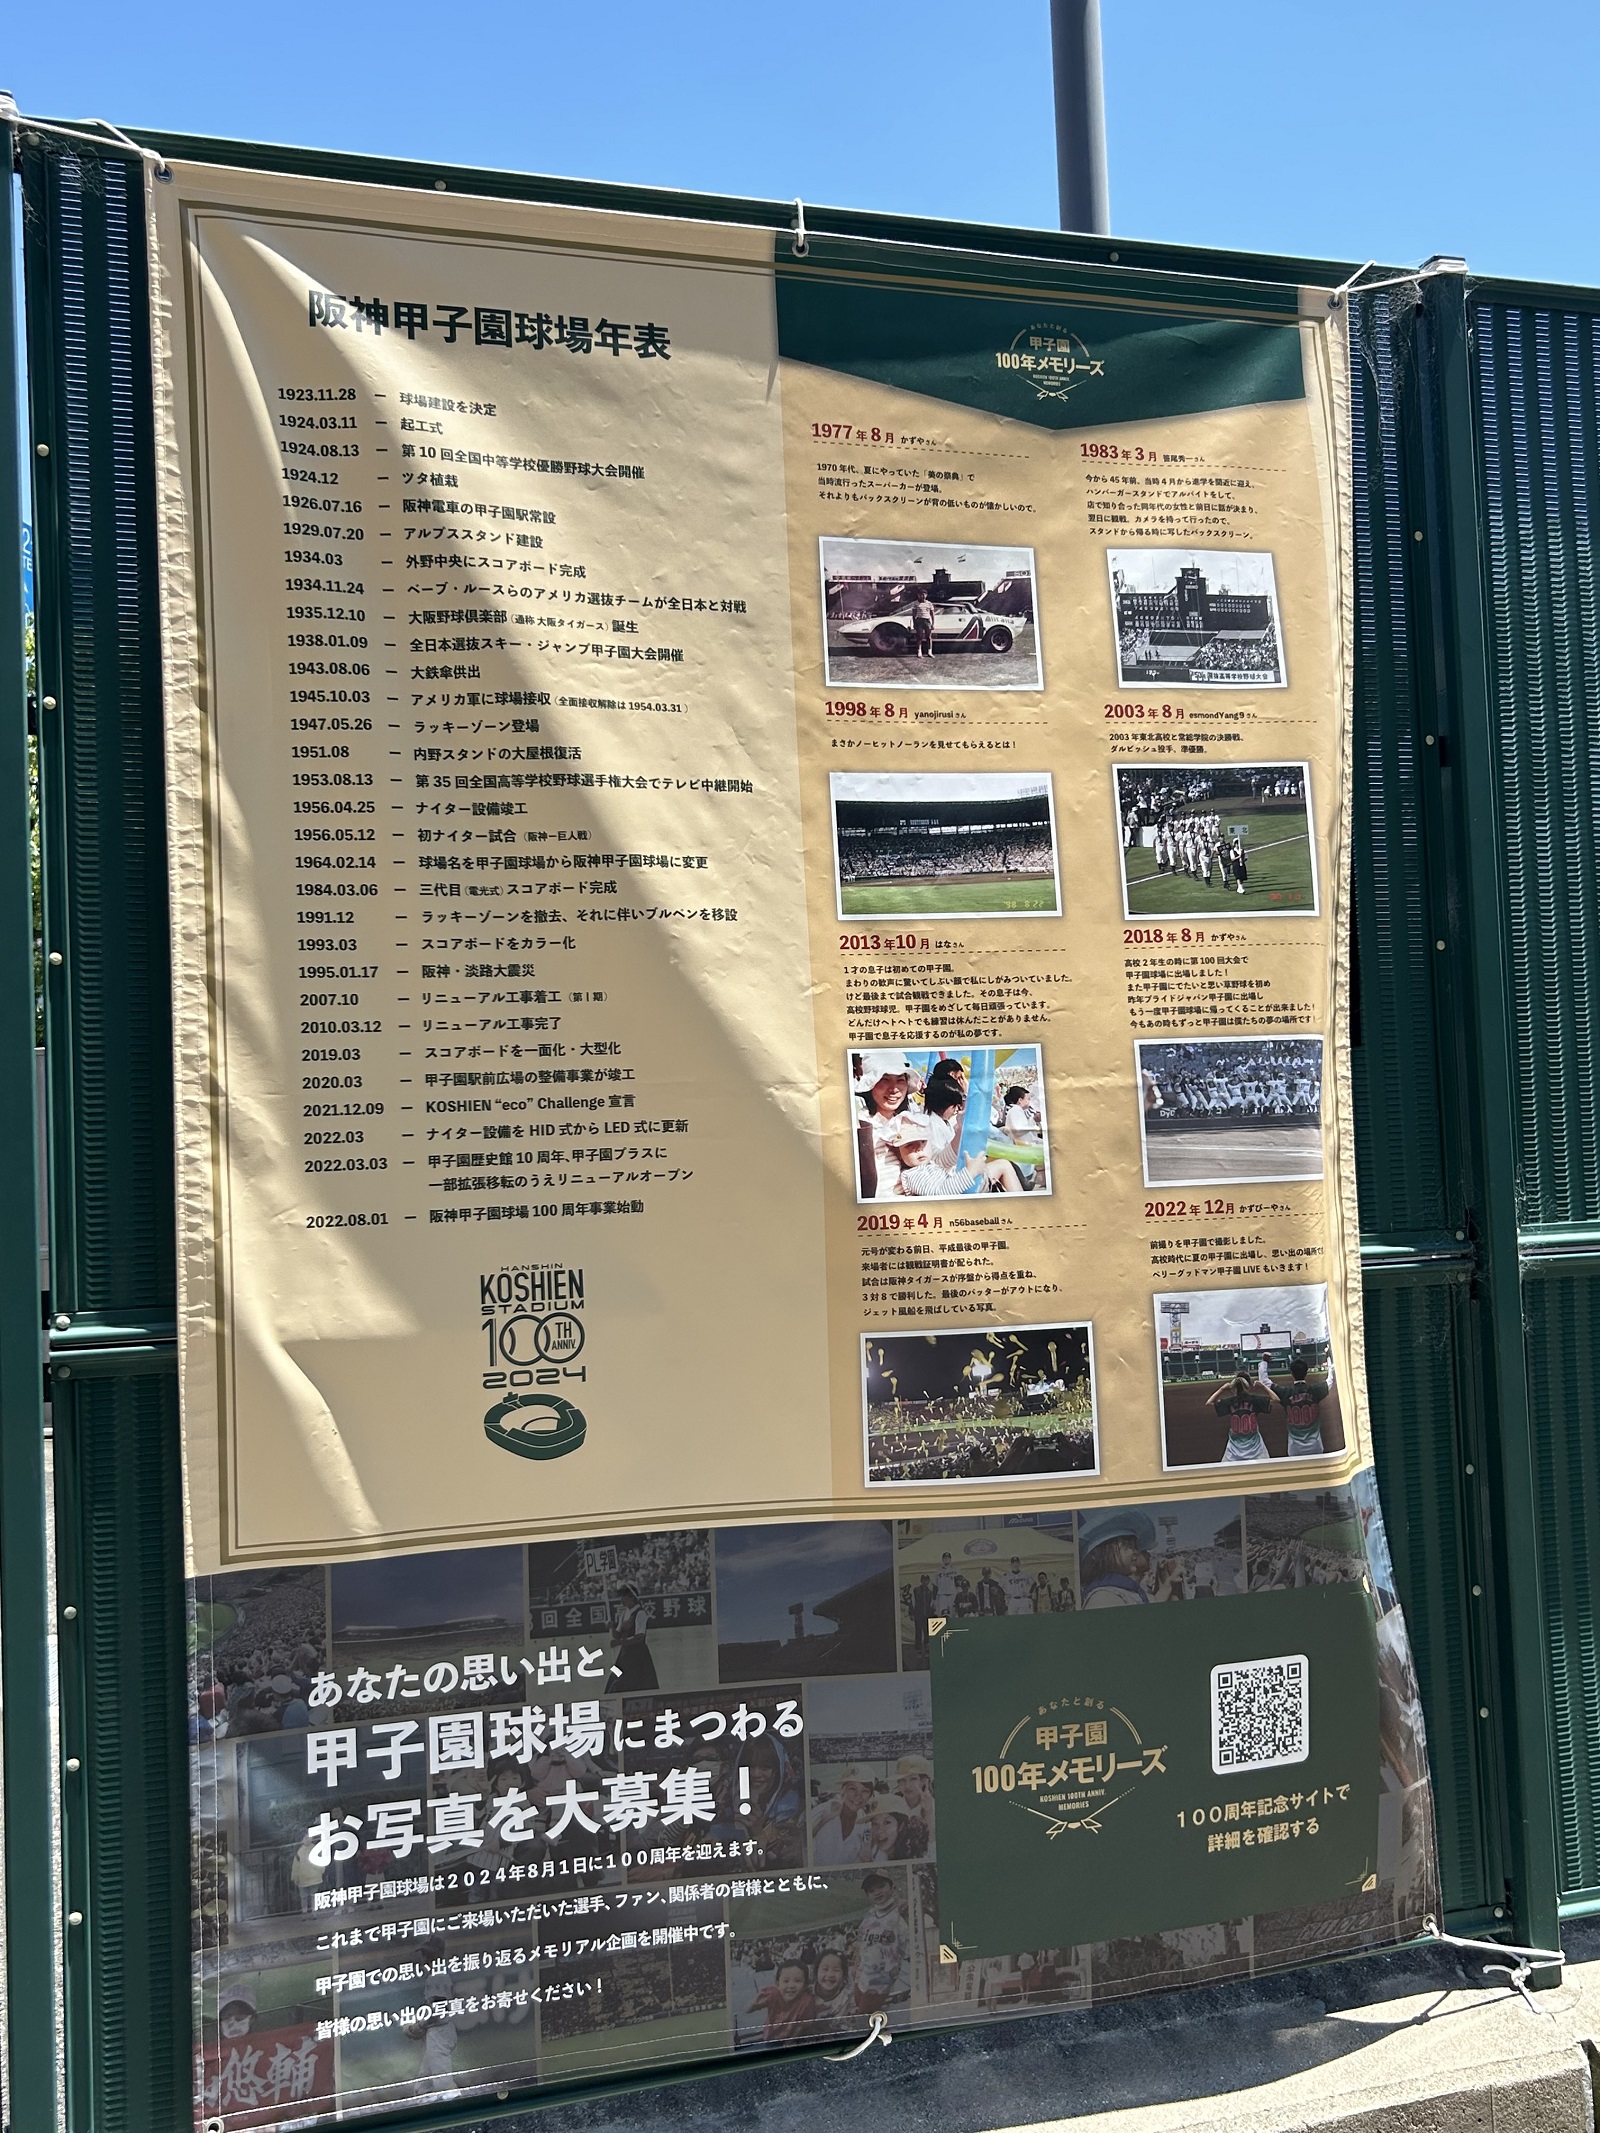 阪神甲子園球場年表
1923.11.28 － 球場建設を決定
1924.03.11 － 起工式
1924.08.13 － 第10回全国中等学校優勝野球大会開催
1924.12 － ツタ植栽
1926.07.16 － 阪神電車の甲子園駅常設
1929.07.20 － アルプススタンド建設
1934.03 － 外野中央にスコアボード完成
1934.11.24 － ベーブ・ルースらのアメリカ選抜チームが全日本と対戦
1935.12.10 － 大阪野球倶楽部（通称 大阪タイガース）誕生
1938.01.09 － 全日本選抜スキー・ジャンプ甲子園大会開催
1943.08.06 － 大鉄傘供出
1945.10.03 － アメリカ軍に球場接収（全面接収解除は1954.03.31）
1947.05.26 － ラッキーゾーン登場
1951.08 － 内野スタンドの大屋根復活
1953.08.13 － 第35回全国高等学校野球選手権大会でテレビ中継開始
1956.04.25 － ナイター設備竣工
1956.05.12 － 初ナイター試合（阪神ー巨人戦）
1964.02.14 － 球場名を甲子園球場から阪神甲子園球場に変更
1984.03.06 － 三代目（電光式）スコアボード完成
1991.12 － ラッキーゾーンを撤去、それに伴いブルペンを移設
1993.03 － スコアボードをカラー化
1995.01.17 － 阪神・淡路大震災
2007.10 － リニューアル工事着工（第Ⅰ期）
2010.03.12 － リニューアル工事完了
2019.03 － スコアボードを一面化・大型化
2020.03 － 甲子園駅前広場の整備事業が竣工
2021.12.09 － KOSHIEN “eco” Challenge 宣言
2022.03 － ナイター設備をHID式からLED式に更新
2022.03.03 － 甲子園歴史館10周年、甲子園プラスに
一部拡張移転のうえリニューアルオープン
2022.08.01 － 阪神甲子園球場100周年事業始動
HANSHIN
KOSHIEN
STADIUM
100TH
ANNIV.
2024
あなたと創る
甲子園
100年メモリーズ
KOSHIEN 100TH ANNIV.
MEMORIES
1977年8月 かずやさん
1970年代、夏にやっていた「美の祭典」で
当時流行ったスーパーカーが登場。
それよりもバックスクリーンが背の低いものが懐かしいので。
1983年3月 笹尾秀一さん
今から45年前。当時4月から進学を間近に迎え、
ハンバーガースタンドでアルバイトをして、
店で知り合った同年代の女性と前日に話が決まり、
翌日に観戦。カメラを持って行ったので、
スタンドから帰る時に写したバックスクリーン。
1998年8月 yanojirusiさん
まさかノーヒットノーランを見せてもらえるとは！
'98 8 22
2003年8月 esmondYang9さん
2003年東北高校と常総学院の決勝戦。
ダルビッシュ投手、準優勝。
東北
2013年10月 はなさん
1才の息子は初めての甲子園。
まわりの歓声に驚いてしぶい顔で私にしがみついていました。
けど最後まで試合観戦できました。その息子は今、
高校野球球児。甲子園をめざして毎日頑張っています。
どんだけヘトヘトでも練習は休んだことがありません。
甲子園で息子を応援するのが私の夢です。
2018年8月 かずやさん
高校2年生の時に第100回大会で
甲子園球場に出場しました！
また甲子園にでたいと思い草野球を初め
昨年プライドジャパン甲子園に出場し
もう一度甲子園球場に帰ってくることが出来ました！
今もあの時もずっと甲子園は僕たちの夢の場所です！
2019年4月 n56baseballさん
元号が変わる前日、平成最後の甲子園。
来場者には観戦証明書が配られた。
試合は阪神タイガースが序盤から得点を重ね、
3対8で勝利した。最後のバッターがアウトになり、
ジェット風船を飛ばしている写真。
2022年12月 かずぴーやさん
前撮りを甲子園で撮影しました。
高校時代に夏の甲子園に出場し、思い出の場所で
ベリーグッドマン甲子園LIVEもいきます！
PL学園
回全国高校野球
あなたの思い出と、
甲子園球場にまつわる
お写真を大募集！
阪神甲子園球場は2024年8月1日に100周年を迎えます。
これまで甲子園にご来場いただいた選手、ファン、関係者の皆様とともに、
甲子園での思い出を振り返るメモリアル企画を開催中です。
皆様の思い出の写真をお寄せください！
あなたと創る
甲子園
100年メモリーズ
KOSHIEN 100TH ANNIV.
MEMORIES
100周年記念サイトで
詳細を確認する
悠輔